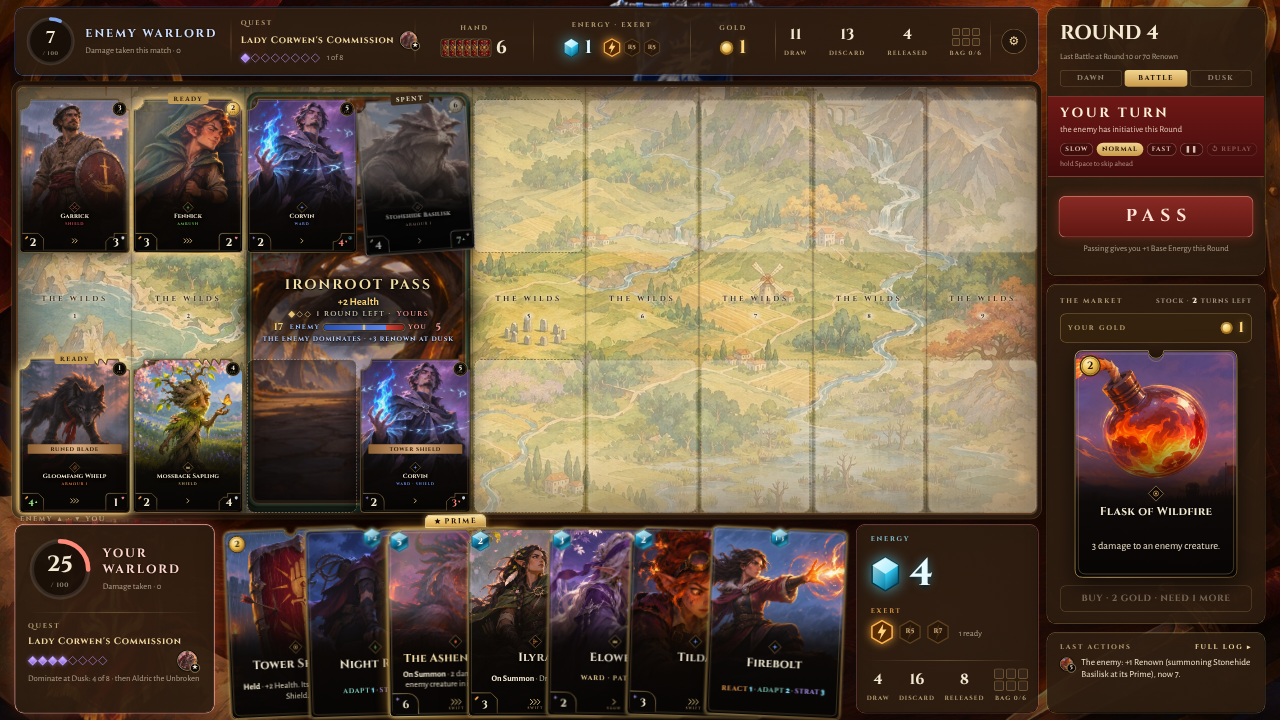 7
/ 100
ENEMY WARLORD
Damage taken this match · 0
QUEST
LADY CORWEN'S COMMISSION
1 of 8
HAND
6
ENERGY · EXERT
1
R5
R5
GOLD
1
11
DRAW
13
DISCARD
4
RELEASED
BAG 0/6
ROUND 4
Last Battle at Round 10 or 70 Renown
DAWN
BATTLE
DUSK
YOUR TURN
the enemy has initiative this Round
SLOW
NORMAL
FAST
REPLAY
hold Space to skip ahead
PASS
Passing gives you +1 Base Energy this Round
THE MARKET
STOCK · 2 TURNS LEFT
YOUR GOLD
1
2
FLASK OF WILDFIRE
3 damage to an enemy creature.
BUY · 2 GOLD · NEED 1 MORE
LAST ACTIONS
FULL LOG ▸
The enemy: +1 Renown (summoning Stonehide Basilisk at its Prime), now 7.
3
GARRICK
SHIELD
2
3
READY
2
FENNICK
AMBUSH
3
2
5
CORVIN
WARD
2
4
SPENT
6
STONEHIDE BASILISK
ARMOUR 1
4
7
THE WILDS
1
THE WILDS
2
IRONROOT PASS
+2 Health
1 ROUND LEFT · YOURS
17 ENEMY
YOU 5
THE ENEMY DOMINATES · +3 RENOWN AT DUSK
THE WILDS
5
THE WILDS
6
THE WILDS
7
THE WILDS
8
THE WILDS
9
READY
1
RUNED BLADE
GLOOMFANG WHELP
ARMOUR 1
4
1
4
MOSSBACK SAPLING
SHIELD
2
4
5
TOWER SHIELD
CORVIN
WARD · SHIELD
2
3
ENEMY ▲ · ▼ YOU
25
/ 100
YOUR WARLORD
Damage taken · 0
QUEST
LADY CORWEN'S COMMISSION
Dominate at Dusk: 4 of 8 · then Aldric the Unbroken
★ PRIME
2
TOWER
Held · +2 Health. Its
Shield.
NIGHT
ADAPT 1
THE ASHEN
On Summon · 2
enemy creature in
6
SWIFT
2
ILYRA
On Summon
3
SWIFT
3
WARD
2
SWIFT
TILD
3
SWIFT
FIREBOLT
REACT 1 · ADAPT 2 · STRAT 3
ENERGY
4
EXERT
R5
R7
1 ready
4
DRAW
16
DISCARD
8
RELEASED
BAG 0/6